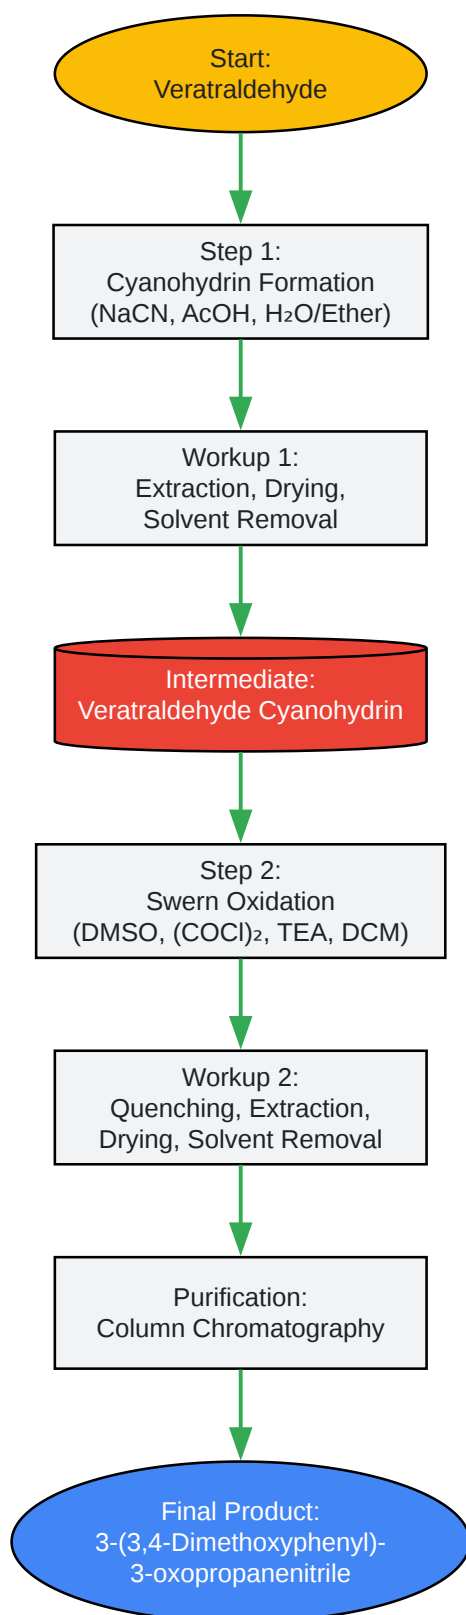 Start:
Veratraldehyde
Step 1:
Cyanohydrin Formation
(NaCN, AcOH, H₂O/Ether)
Workup 1:
Extraction, Drying,
Solvent Removal
Intermediate:
Veratraldehyde Cyanohydrin
Step 2:
Swern Oxidation
(DMSO, (COCl)₂, TEA, DCM)
Workup 2:
Quenching, Extraction,
Drying, Solvent Removal
Purification:
Column Chromatography
Final Product:
3-(3,4-Dimethoxyphenyl)-
3-oxopropanenitrile